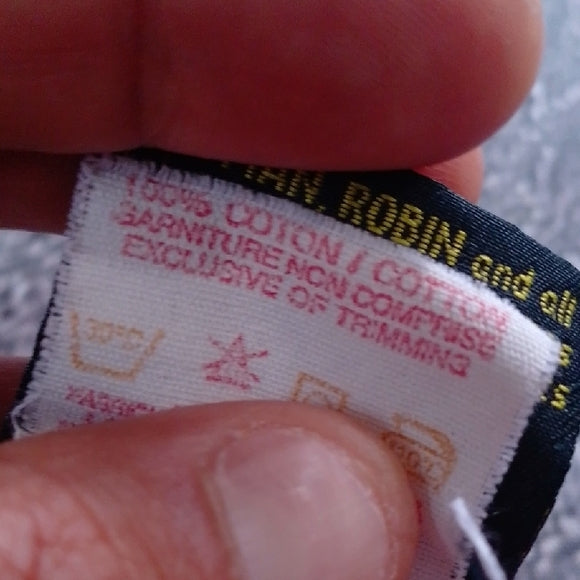 ROBIN and all
100% COTON / COTTON
GARNITURE NON COMPRISE
EXCLUSIVE OF TRIMMING
30°C